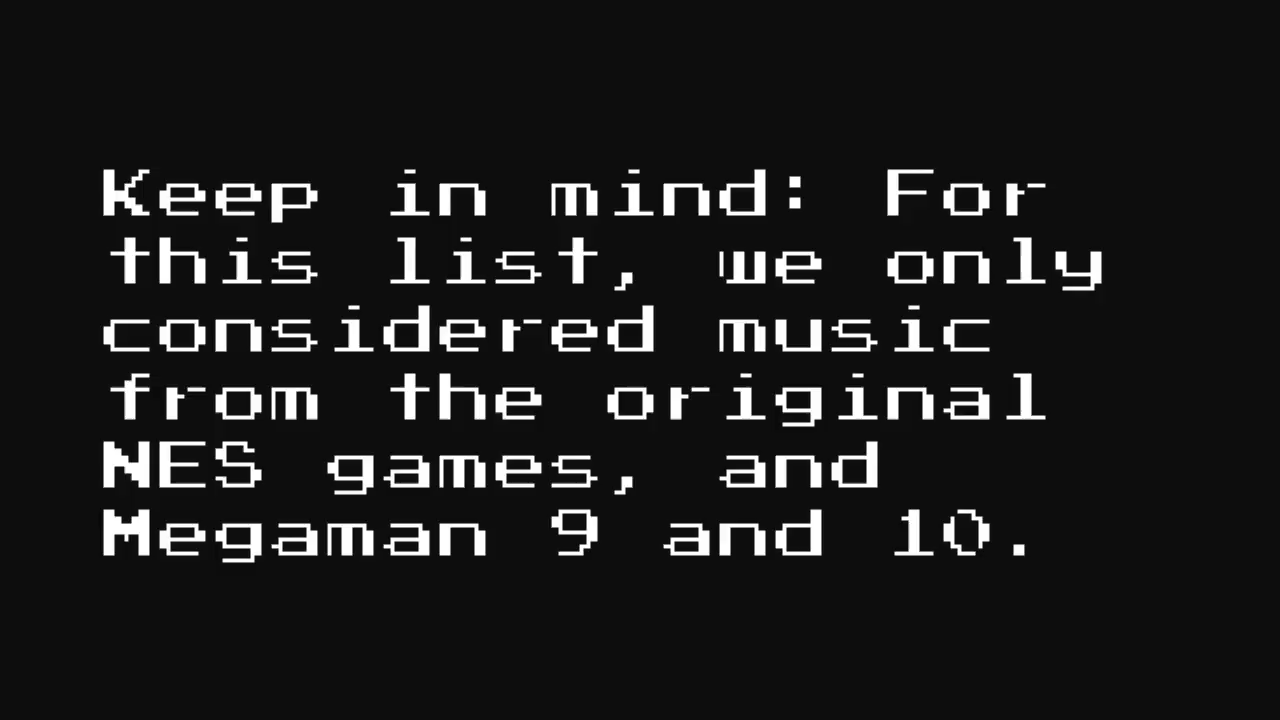 Keep in mind: For
this list, we only
considered music
from the original
NES games, and
Megaman 9 and 10.